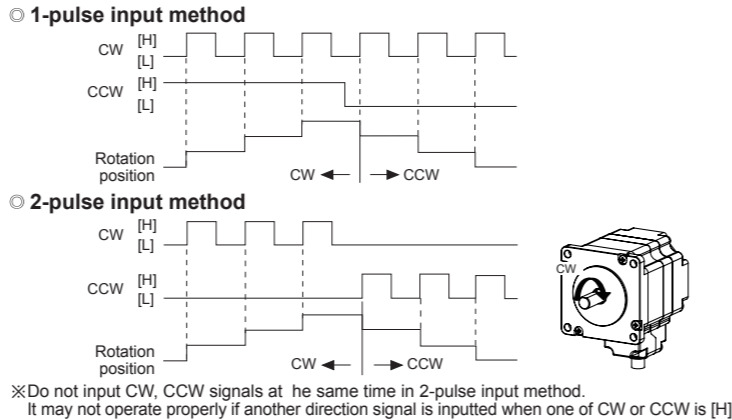 ◎ 1-pulse input method
CW [H]
[L]
CCW [H]
[L]
Rotation
position
CW CCW
◎ 2-pulse input method
CW [H]
[L]
CCW [H]
[L]
Rotation
position
CW CCW
CW
※Do not input CW, CCW signals at he same time in 2-pulse input method.
It may not operate properly if another direction signal is inputted when one of CW or CCW is [H]